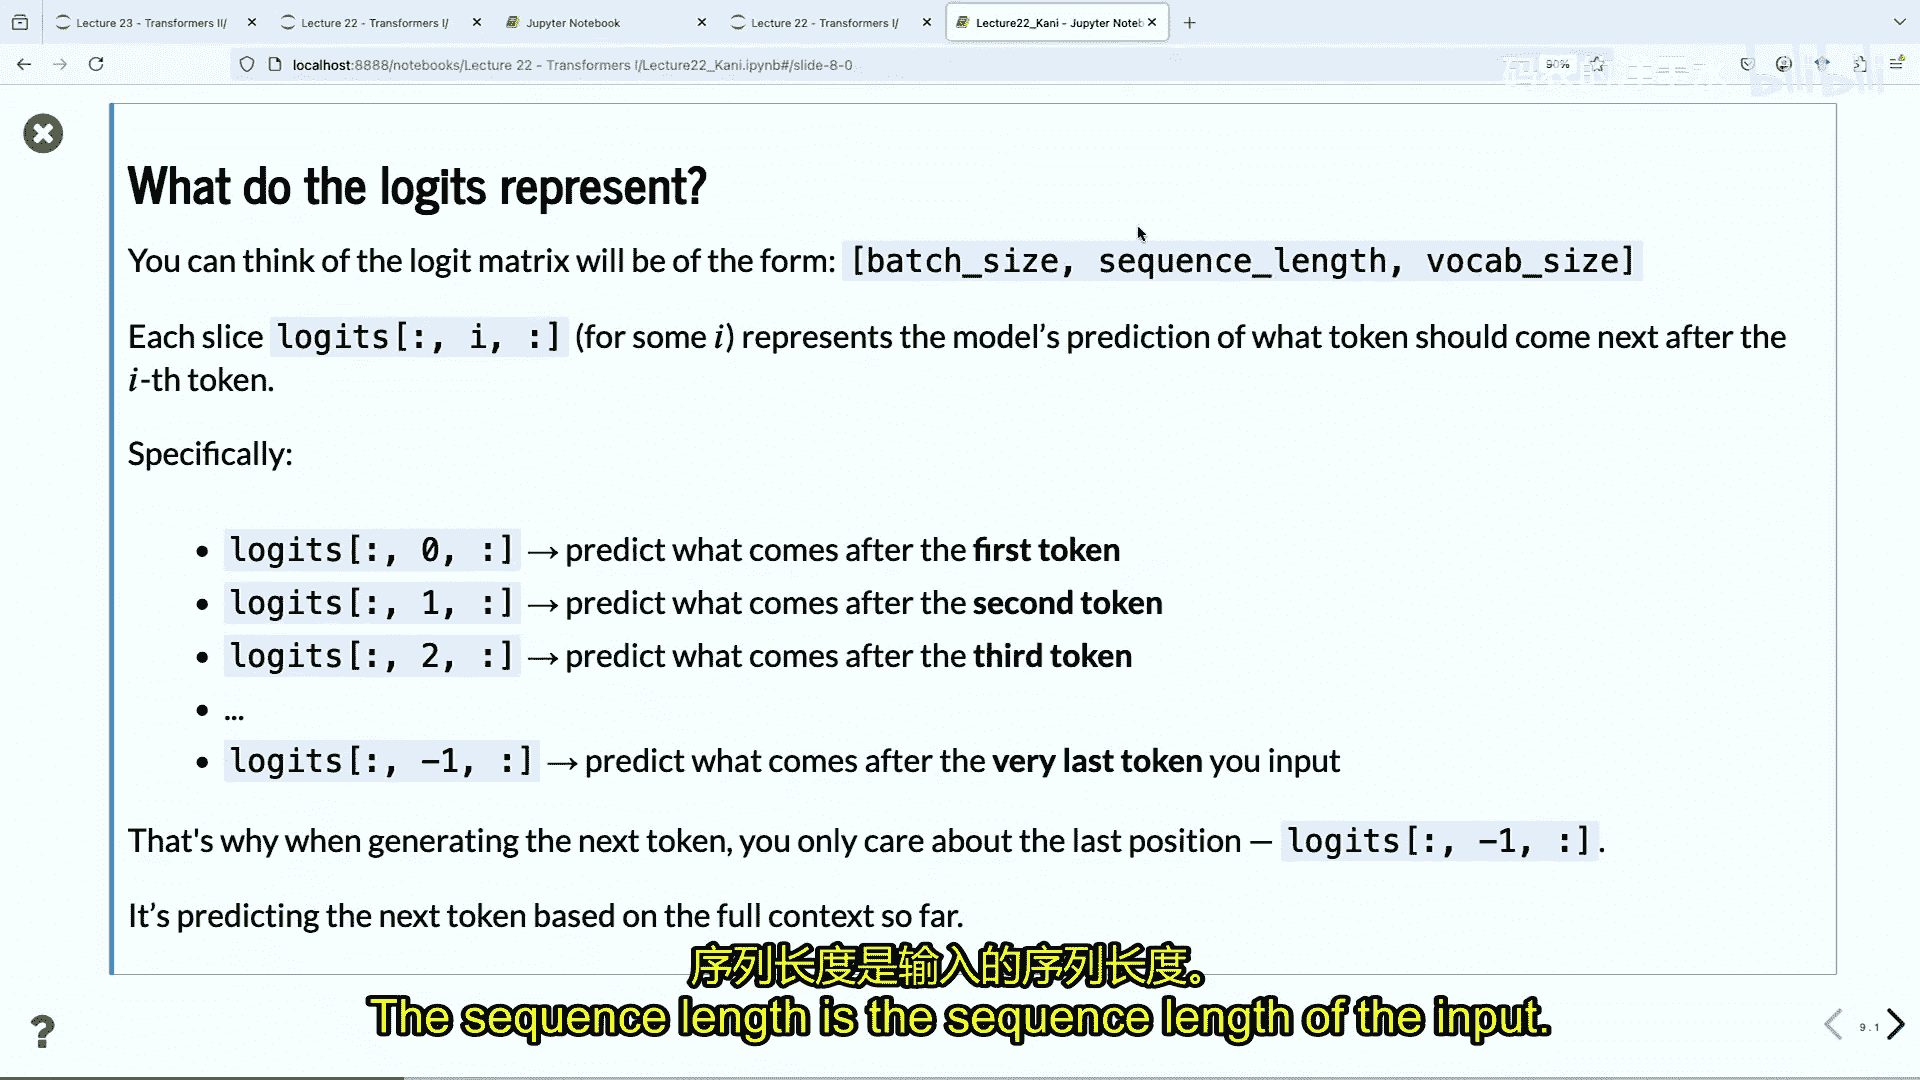 Lecture 23 - Transformers II/
Lecture 22 - Transformers I/
Jupyter Notebook
Lecture 22 - Transformers I/
Lecture22_Kani - Jupyter Noteb
localhost:8888/notebooks/Lecture 22 - Transformers I/Lecture22_Kani.ipynb#/slide-8-0
90%
What do the logits represent?
You can think of the logit matrix will be of the form: [batch_size, sequence_length, vocab_size]
Each slice logits[:, i, :] (for some i) represents the model’s prediction of what token should come next after the
i-th token.
Specifically:
• logits[:, 0, :] → predict what comes after the first token
• logits[:, 1, :] → predict what comes after the second token
• logits[:, 2, :] → predict what comes after the third token
• ...
• logits[:, -1, :] → predict what comes after the very last token you input
That's why when generating the next token, you only care about the last position — logits[:, -1, :].
It’s predicting the next token based on the full context so far.
序列长度是输入的序列长度。
The sequence length is the sequence length of the input.
?
9.1